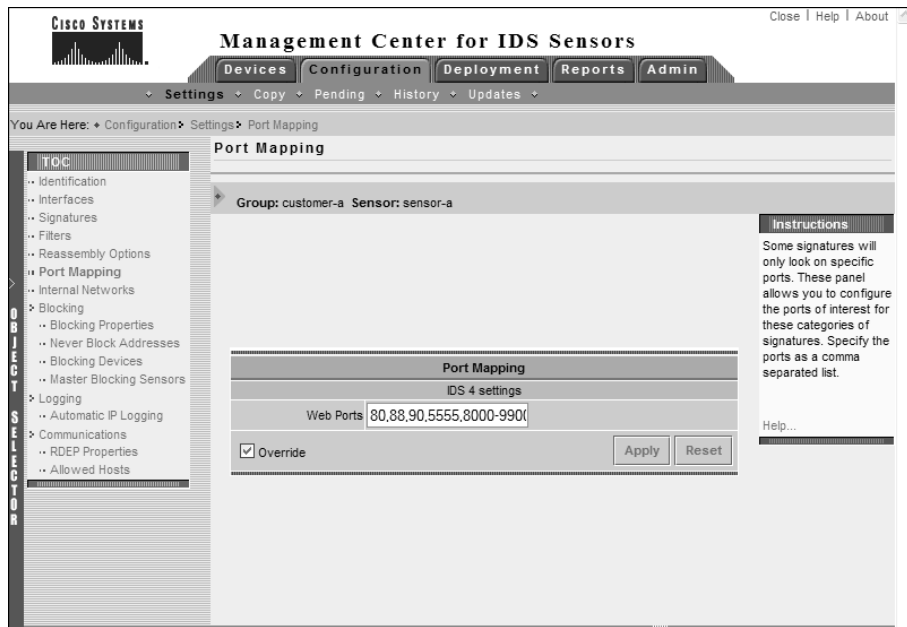 Close | Help | About
CISCO SYSTEMS
Management Center for IDS Sensors
Devices Configuration Deployment Reports Admin
Settings Copy Pending History Updates
You Are Here: Configuration Settings Port Mapping
TOC
Identification
Interfaces
Signatures
Filters
Reassembly Options
Port Mapping
Internal Networks
Blocking
Blocking Properties
Never Block Addresses
Blocking Devices
Master Blocking Sensors
Logging
Automatic IP Logging
Communications
RDEP Properties
Allowed Hosts
OBJECT SELECTOR
Port Mapping
Group: customer-a Sensor: sensor-a
Port Mapping
IDS 4 settings
Web Ports 80,88,90,5555,8000-9900
Override Apply Reset
Instructions
Some signatures will
only look on specific
ports. These panel
allows you to configure
the ports of interest for
these categories of
signatures. Specify the
ports as a comma
separated list.
Help...